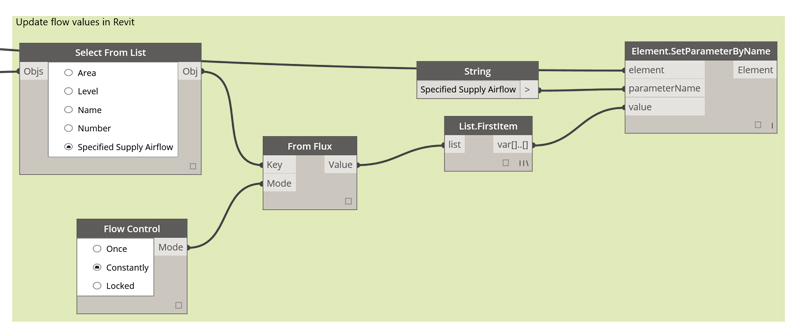 Update flow values in Revit
Select From List
Objs
Area
Level
Name
Number
Specified Supply Airflow
Obj
Flow Control
Once
Constantly
Locked
Mode
From Flux
Key
Mode
Value
String
Specified Supply Airflow
>
List.FirstItem
list
var[]..[]
Element.SetParameterByName
element
parameterName
value
Element